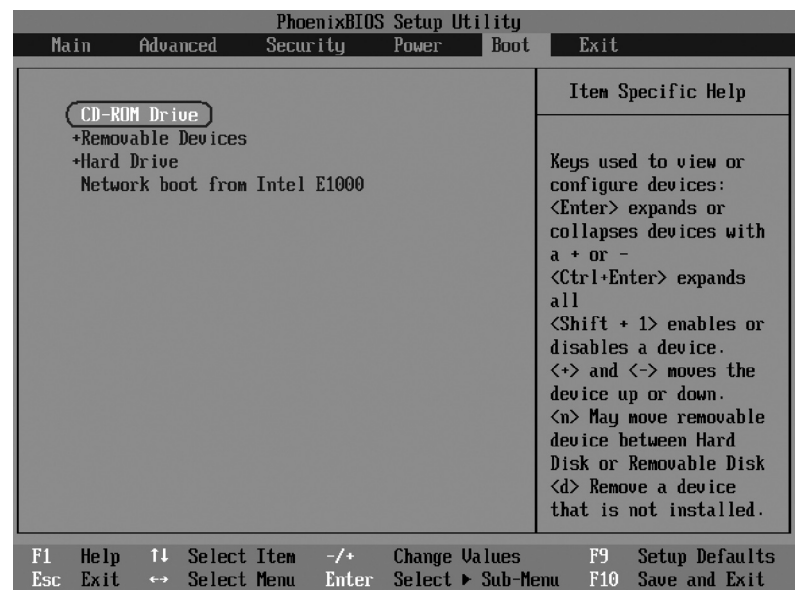 PhoenixBIOS Setup Utility
Main Advanced Security Power Boot Exit
CD-ROM Drive
+Removable Devices
+Hard Drive
Network boot from Intel E1000
Item Specific Help
Keys used to view or
configure devices:
<Enter> expands or
collapses devices with
a + or -
<Ctrl+Enter> expands
all
<Shift + 1> enables or
disables a device.
<+> and <-> moves the
device up or down.
<n> May move removable
device between Hard
Disk or Removable Disk
<d> Remove a device
that is not installed.
F1 Help ↑↓ Select Item -/+ Change Values F9 Setup Defaults
Esc Exit ↔ Select Menu Enter Select ▶ Sub-Menu F10 Save and Exit